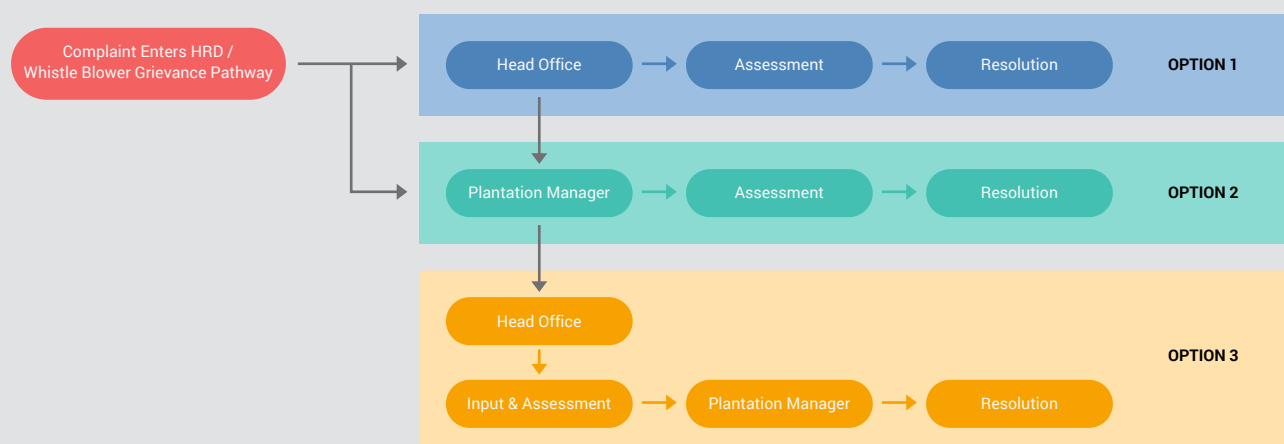 Complaint Enters HRD /
Whistle Blower Grievance Pathway
Head Office
Assessment
Resolution
OPTION 1
Plantation Manager
Assessment
Resolution
OPTION 2
Head Office
OPTION 3
Input & Assessment
Plantation Manager
Resolution